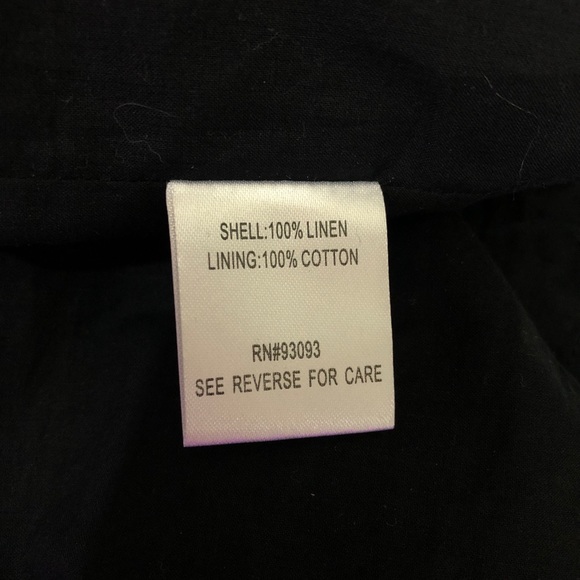 SHELL:100% LINEN
LINING:100% COTTON
RN#93093
SEE REVERSE FOR CARE